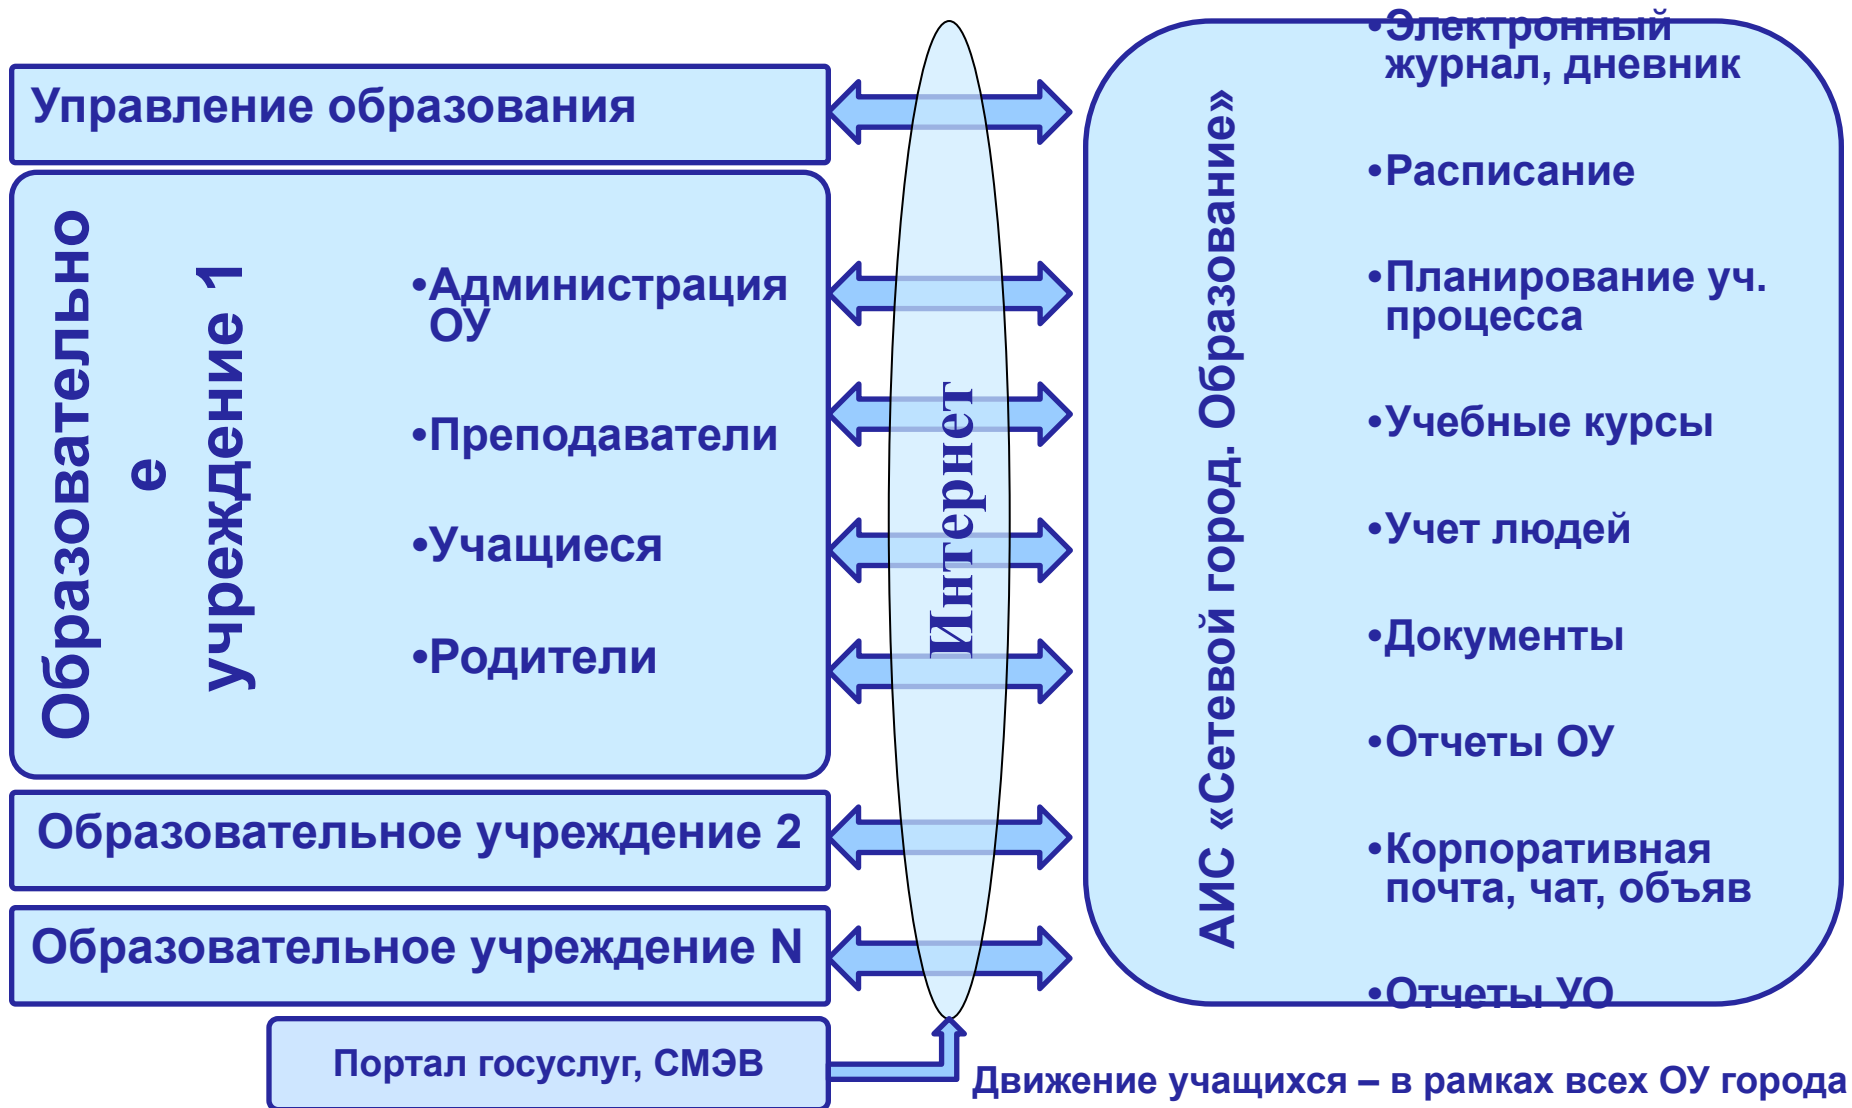 Управление образования
Образовательно
е
учреждение 1
•Администрация
ОУ
•Преподаватели
•Учащиеся
•Родители
Образовательное учреждение 2
Образовательное учреждение N
Портал госуслуг, СМЭВ
Интернет
АИС «Сетевой город. Образование»
•Электронный
журнал, дневник
•Расписание
•Планирование уч.
процесса
•Учебные курсы
•Учет людей
•Документы
•Отчеты ОУ
•Корпоративная
почта, чат, объяв
•Отчеты УО
Движение учащихся – в рамках всех ОУ города